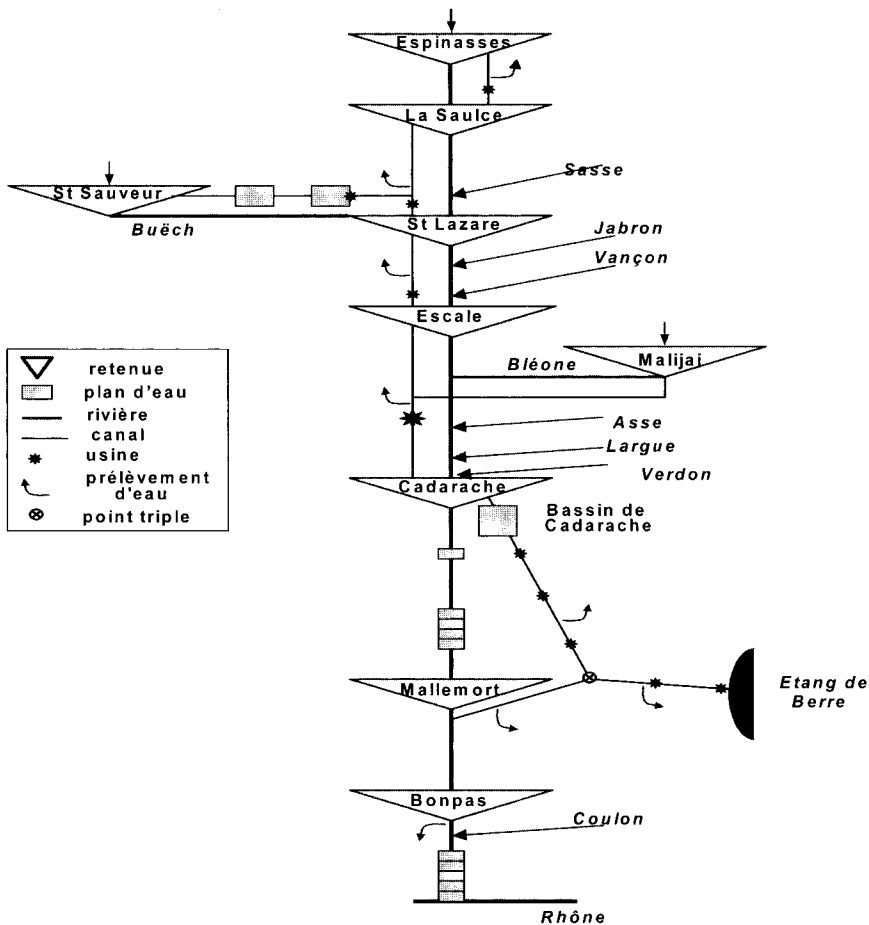 Espinasses
La Saulce
Sasse
St Sauveur
Buëch
St Lazare
Jabron
Vançon
Escale
Malijai
Bléone
retenue
plan d'eau
rivière
canal
usine
prélèvement
d'eau
point triple
Asse
Largue
Verdon
Cadarache
Bassin de
Cadarache
Mallemort
Etang de
Berre
Bonpas
Coulon
Rhône